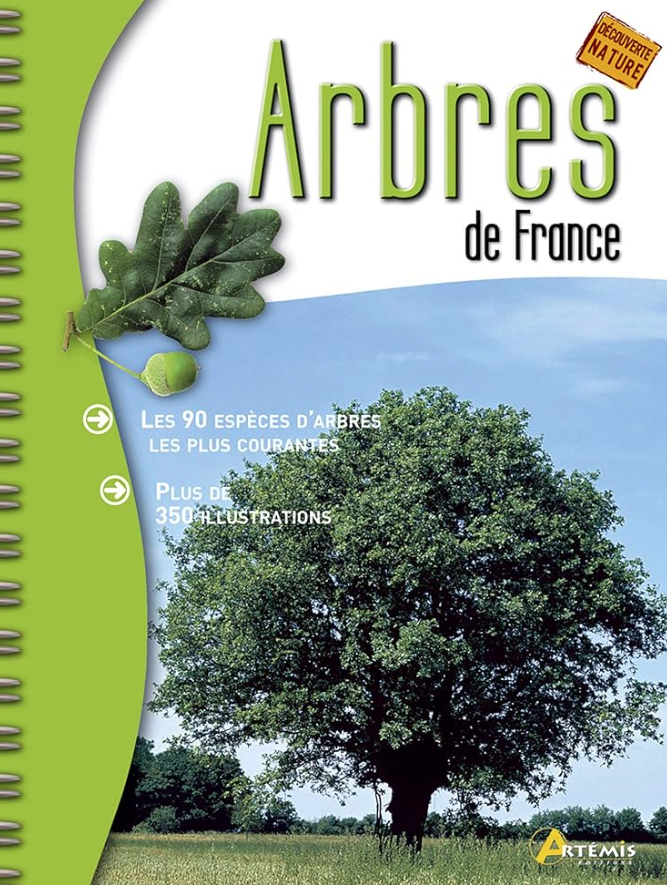 DÉCOUVERTE
NATURE
Arbres
de France
LES 90 ESPÈCES D'ARBRES
LES PLUS COURANTES
PLUS DE
350 ILLUSTRATIONS
ARTÉMIS
ÉDITIONS